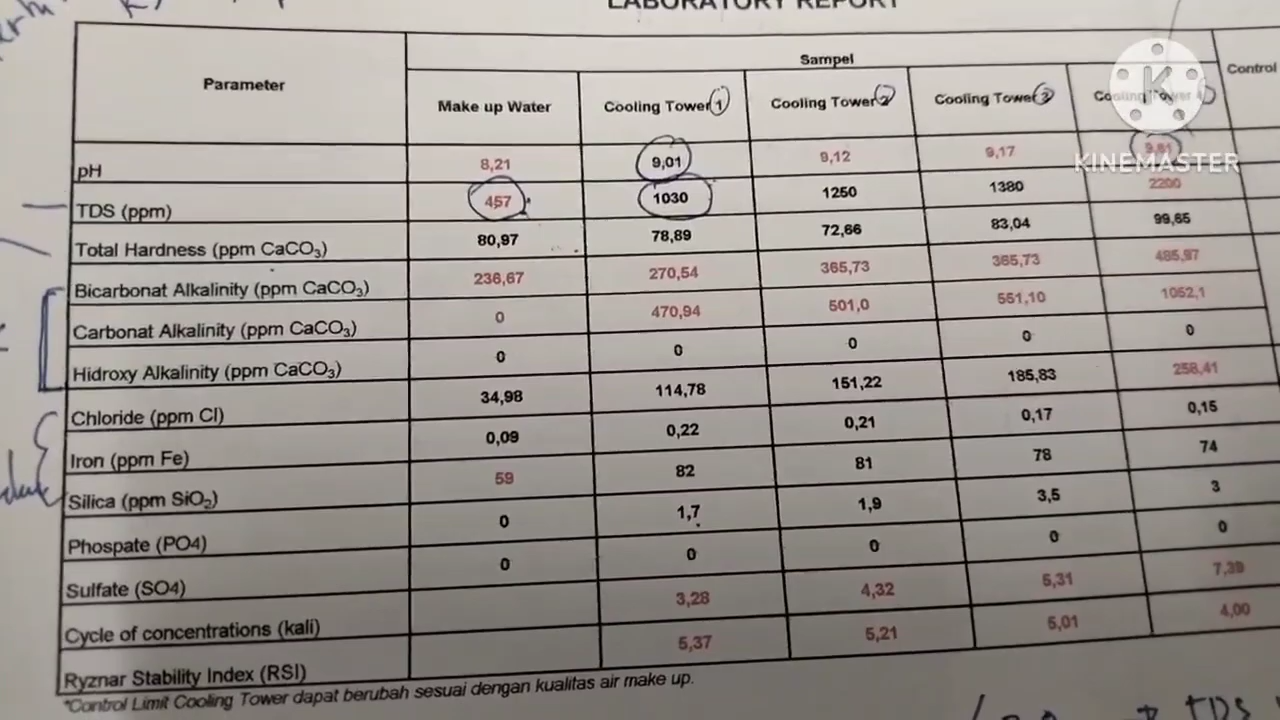 LABORATORY REPORT
Parameter
Sampel
Control
Make up Water
Cooling Tower 1
Cooling Tower 2
Cooling Tower 3
Cooling Tower
pH 8,21 9,01 9,12 9,17
TDS (ppm) 457 1030 1250 1380 2200
Total Hardness (ppm CaCO3) 80,97 78,89 72,66 83,04 99,65
Bicarbonat Alkalinity (ppm CaCO3) 236,67 270,54 365,73 365,73 485,97
Carbonat Alkalinity (ppm CaCO3) 0 470,94 501,0 551,10 1052,1
Hidroxy Alkalinity (ppm CaCO3) 0 0 0 0 0
Chloride (ppm Cl) 34,98 114,78 151,22 185,83 258,41
Iron (ppm Fe) 0,09 0,22 0,21 0,17 0,15
Silica (ppm SiO2) 59 82 81 78 74
Phospate (PO4) 0 1,7 1,9 3,5 3
Sulfate (SO4) 0 0 0 0 0
Cycle of concentrations (kali) 3,28 4,32 5,31 7,39
Ryznar Stability Index (RSI) 5,37 5,21 5,01 4,00
*Control Limit Cooling Tower dapat berubah sesuai dengan kualitas air make up.
TDS
K
KINEMASTER